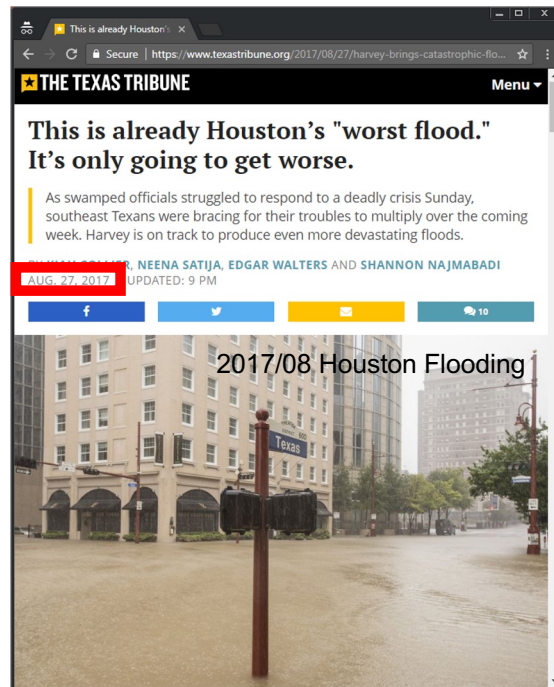 This is already Houston's ×
Secure | https://www.texastribune.org/2017/08/27/harvey-brings-catastrophic-flo...
THE TEXAS TRIBUNE
Menu
This is already Houston’s "worst flood."
It’s only going to get worse.
As swamped officials struggled to respond to a deadly crisis Sunday,
southeast Texans were bracing for their troubles to multiply over the coming
week. Harvey is on track to produce even more devastating floods.
NEENA SATIJA, EDGAR WALTERS AND SHANNON NAJMABADI
AUG. 27, 2017 UPDATED: 9 PM
f
10
2017/08 Houston Flooding
Texas